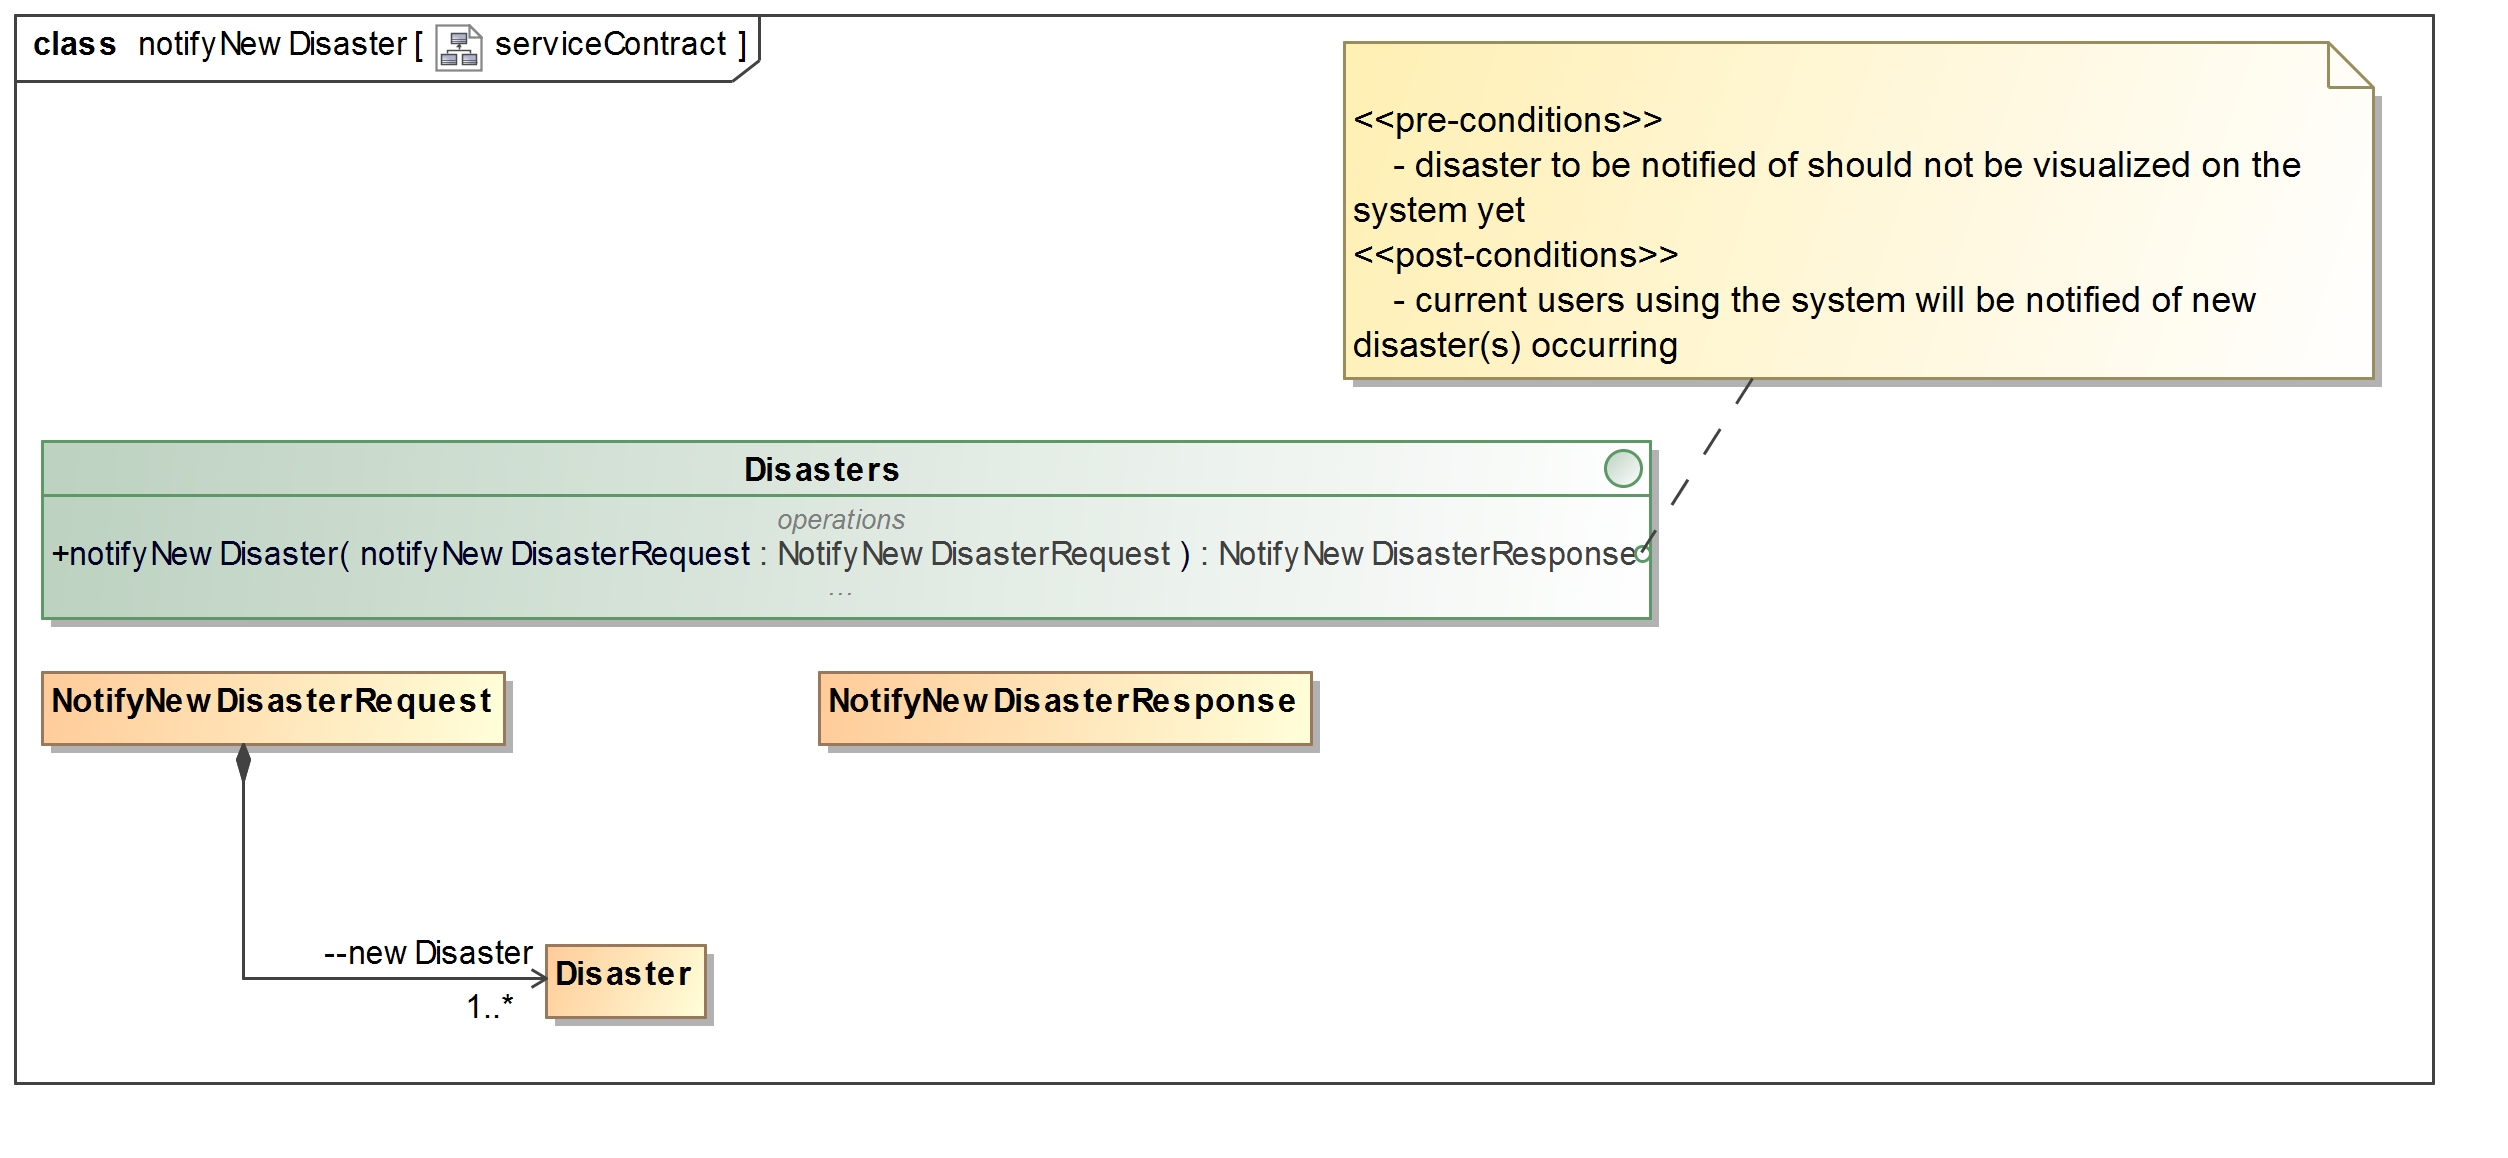 class notifyNewDisaster [ serviceContract ]
<<pre-conditions>>
- disaster to be notified of should not be visualized on the
system yet
<<post-conditions>>
- current users using the system will be notified of new
disaster(s) occurring
Disasters
operations
+notifyNewDisaster( notifyNewDisasterRequest : NotifyNewDisasterRequest ) : NotifyNewDisasterResponse
...
NotifyNewDisasterRequest
NotifyNewDisasterResponse
--newDisaster
Disaster
1..*